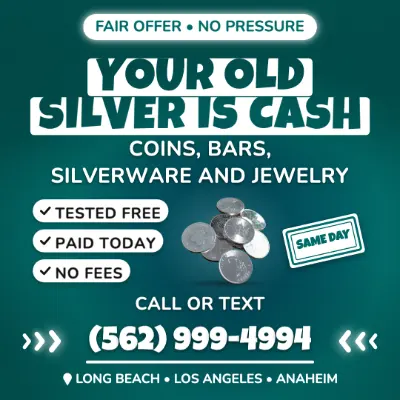 FAIR OFFER • NO PRESSURE
YOUR OLD
SILVER IS CASH
COINS, BARS,
SILVERWARE AND JEWELRY
✓ TESTED FREE
✓ PAID TODAY
✓ NO FEES
SAME DAY
CALL OR TEXT
(562) 999-4994
LONG BEACH • LOS ANGELES • ANAHEIM